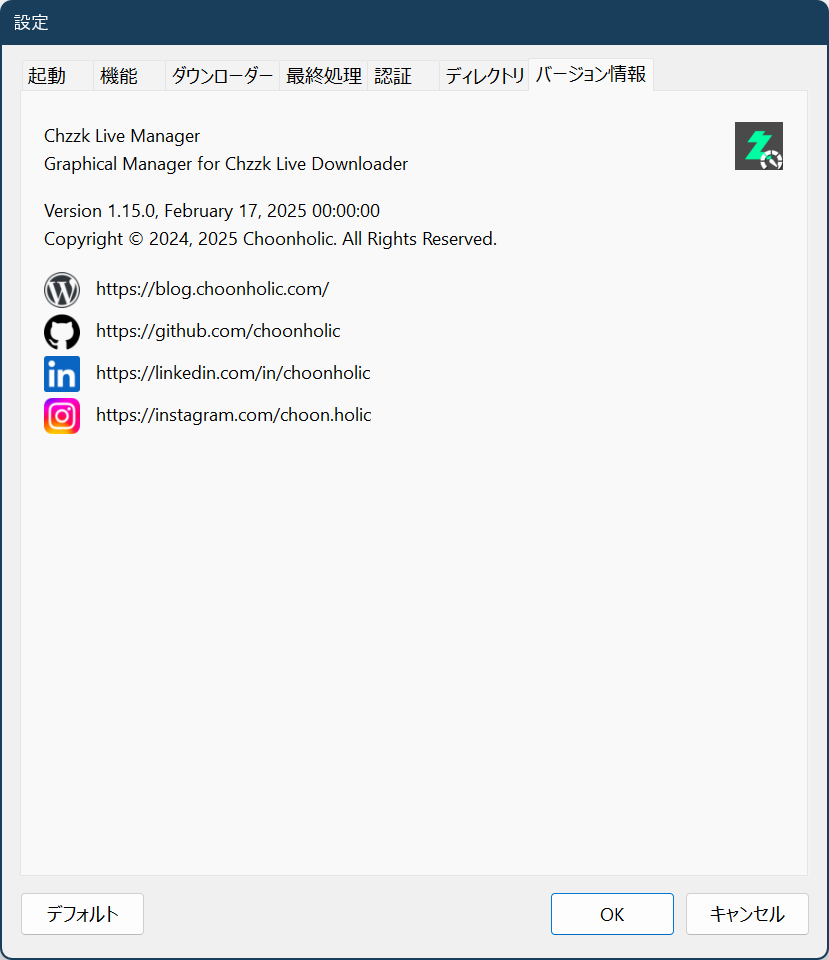 設定
起動 機能 ダウンローダー 最終処理 認証 ディレクトリ バージョン情報
Chzzk Live Manager
Graphical Manager for Chzzk Live Downloader
Version 1.15.0, February 17, 2025 00:00:00
Copyright © 2024, 2025 Choonholic. All Rights Reserved.
https://blog.choonholic.com/
https://github.com/choonholic
https://linkedin.com/in/choonholic
https://instagram.com/choon.holic
デフォルト OK キャンセル